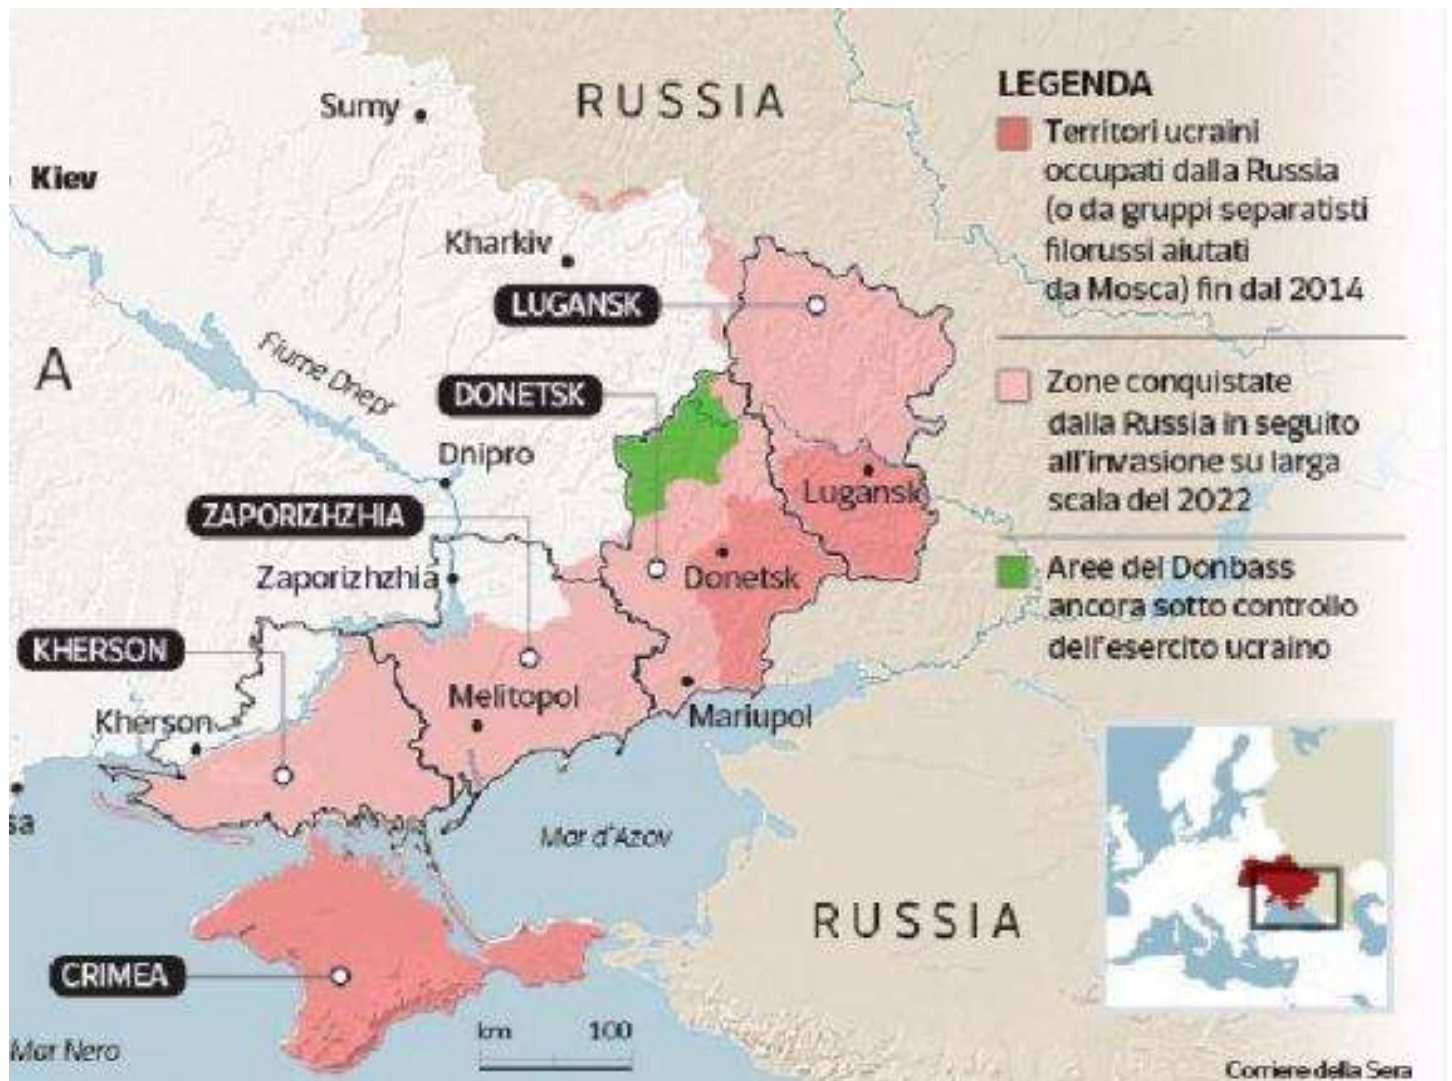 RUSSIA
Sumy
Kiev
Kharkiv
LUGANSK
A
Fiume Dnepr
DONETSK
Dnipro
ZAPORIZHZHIA
Lugansk
Zaporizhzhia
Donetsk
KHERSON
Melitopol
Mariupol
Kherson
sa
Mar d'Azov
RUSSIA
CRIMEA
km 100
Mar Nero
LEGENDA
Territori ucraini
occupati dalla Russia
(o da gruppi separatisti
filorussi aiutati
da Mosca) fin dal 2014
Zone conquistate
dalla Russia in seguito
all'invasione su larga
scala del 2022
Aree del Donbass
ancora sotto controllo
dell'esercito ucraino
Corriere della Sera